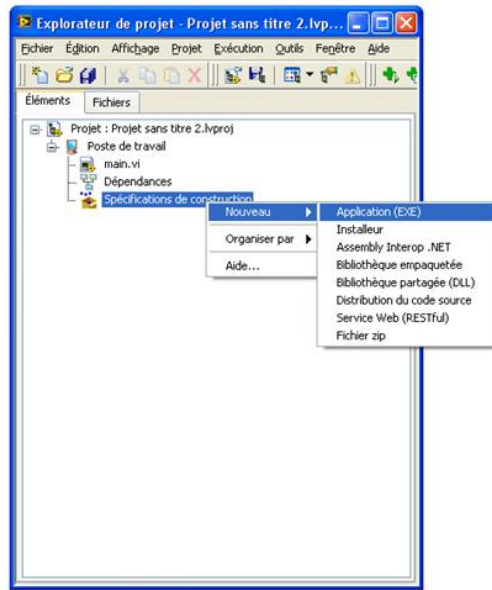 Explorateur de projet - Projet sans titre 2.lvp...
Fichier Édition Affichage Projet Exécution Outils Fenêtre Aide
Éléments Fichiers
Projet : Projet sans titre 2.lvproj
Poste de travail
main.vi
Dépendances
Spécifications de construction
Nouveau
Organiser par
Aide...
Application (EXE)
Installeur
Assembly Interop .NET
Bibliothèque empaquetée
Bibliothèque partagée (DLL)
Distribution du code source
Service Web (RESTful)
Fichier zip